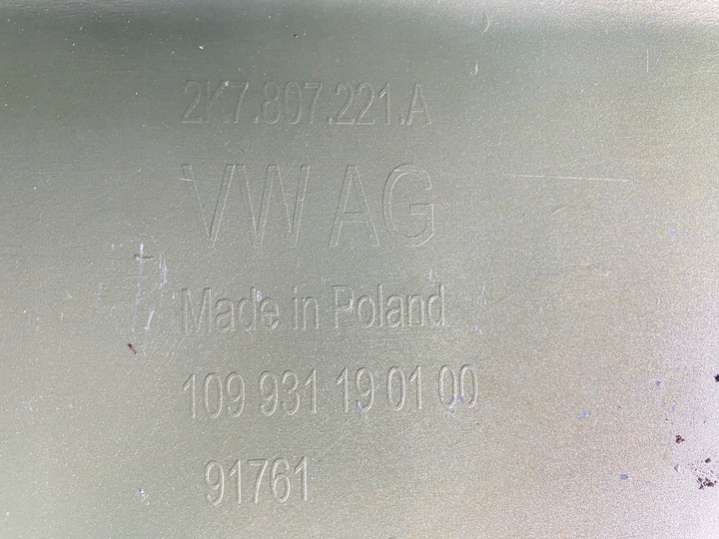 2K7.807.221.A
VW AG
Made in Poland
109 931 19 01 00
91761